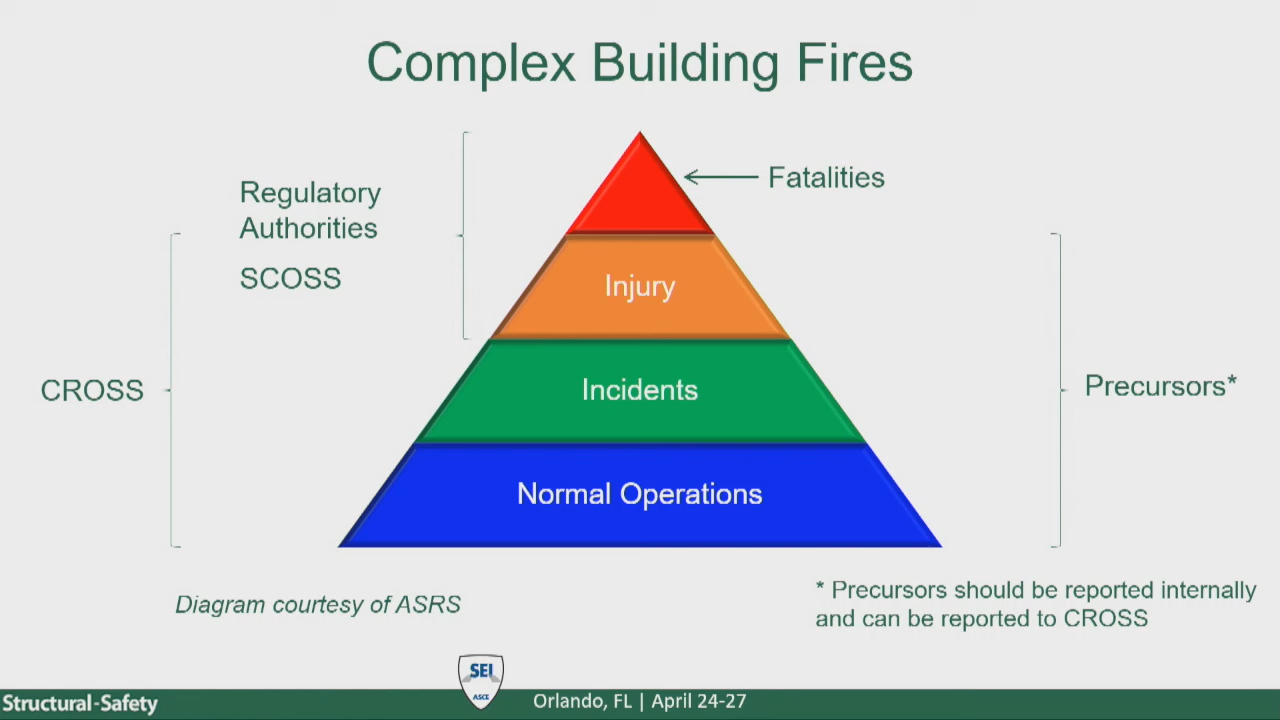 Complex Building Fires
Regulatory
Authorities
SCOSS
Fatalities
Injury
CROSS
Incidents
Precursors*
Normal Operations
Diagram courtesy of ASRS
* Precursors should be reported internally
and can be reported to CROSS
SEI
ASCE
Structural-Safety
Orlando, FL | April 24-27